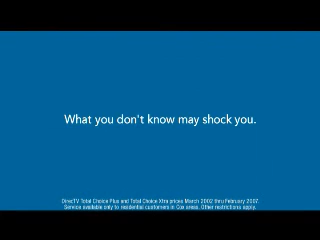 What you don't know may shock you.
DirecTV Total Choice Plus and Total Choice Xtra prices March 2002 thru February 2007.
Service available only to residential customers in Cox areas. Other restrictions apply.